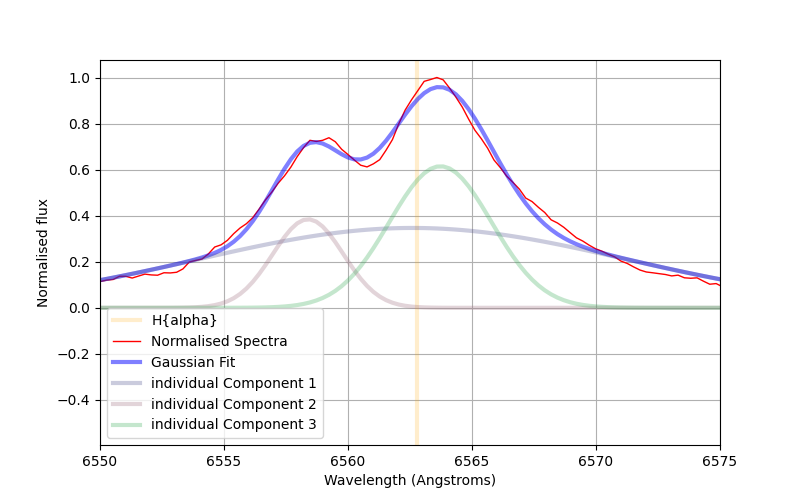 1.0
0.8
0.6
0.4
0.2
0.0
−0.2
−0.4
Normalised flux
H{alpha}
Normalised Spectra
Gaussian Fit
individual Component 1
individual Component 2
individual Component 3
6550 6555 6560 6565 6570 6575
Wavelength (Angstroms)